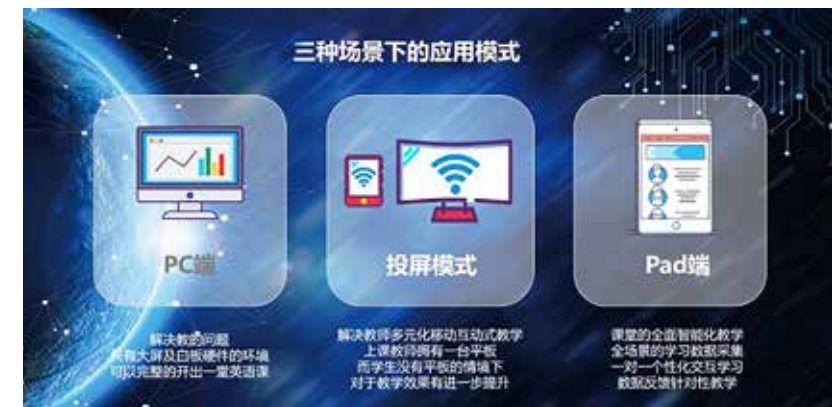 三种场景下的应用模式
PC端
投屏模式
Pad端
解决教的问题
只有大屏及白板硬件的环境
可以完整的开出一堂英语课
解决教师多元化移动互动式教学
上课教师拥有一台平板
而学生没有平板的情境下
对于教学效果有进一步提升
课堂的全面智能化教学
全场景的学习数据采集
一对一个性化交互学习
数据反馈针对性教学